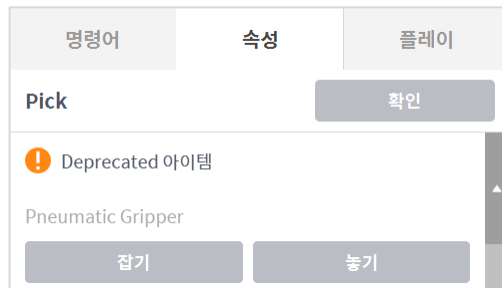 명령어 속성 플레이
Pick 확인
Deprecated 아이템
Pneumatic Gripper
잡기 놓기